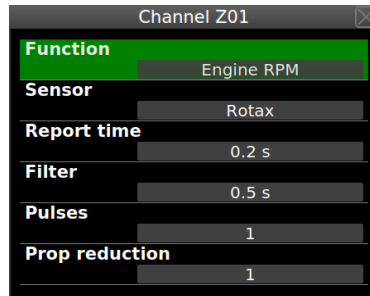 Channel Z01
Function
Engine RPM
Sensor
Rotax
Report time
0.2 s
Filter
0.5 s
Pulses
1
Prop reduction
1